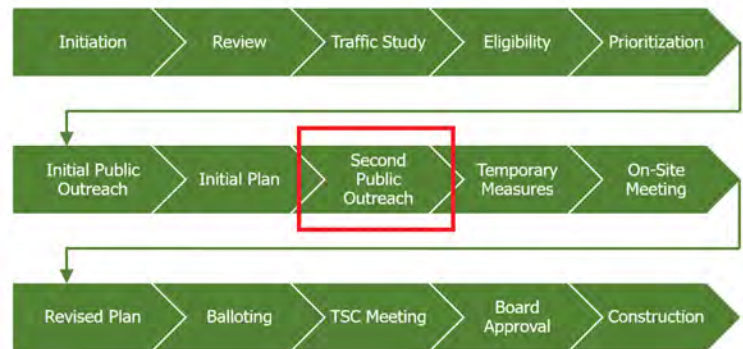 Initiation
Review
Traffic Study
Eligibility
Prioritization
Initial Public
Outreach
Initial Plan
Second
Public
Outreach
Temporary
Measures
On-Site
Meeting
Revised Plan
Balloting
TSC Meeting
Board
Approval
Construction